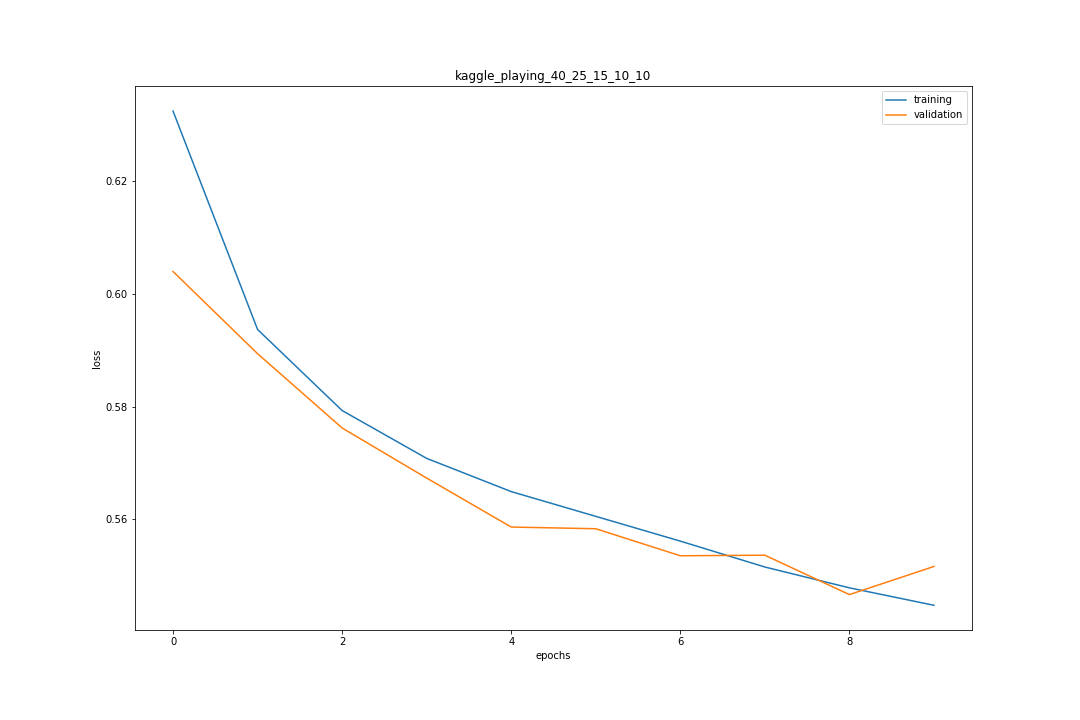 kaggle_playing_40_25_15_10_10
training
validation
0.62
0.60
0.58
0.56
loss
0
2
4
6
8
epochs